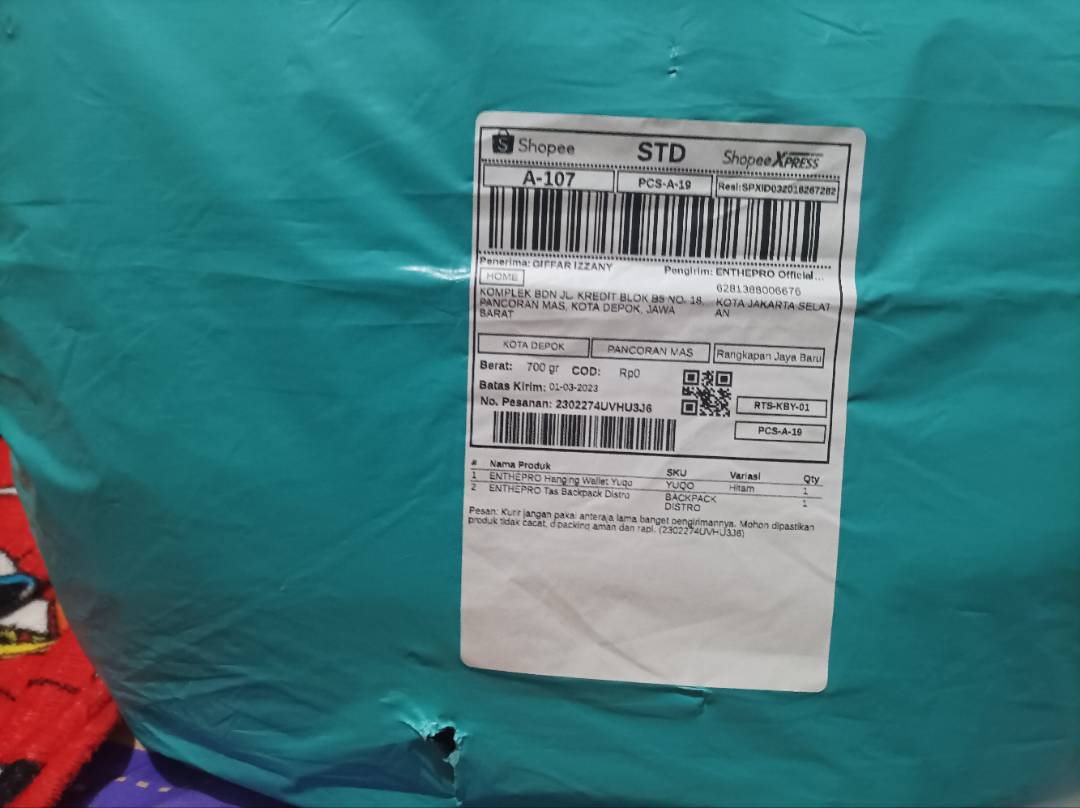 Shopee STD Shopee XPRESS
A-107 PCS-A-19 Resi:SPXID032018267282
Penerima: GIFFAR IZZANY Pengirim: ENTHEPRO Official...
HOME 6281388006676
KOMPLEK BDN JL. KREDIT BLOK B5 NO. 18, KOTA JAKARTA SELAT
PANCORAN MAS, KOTA DEPOK, JAWA AN
BARAT
KOTA DEPOK PANCORAN MAS Rangkapan Jaya Baru
Berat: 700 gr COD: Rp0
Batas Kirim: 01-03-2023
RTS-KBY-01
No. Pesanan: 2302274UVHU3J6
PCS-A-19
# Nama Produk SKU Variasi Qty
1 ENTHEPRO Hanging Wallet Yuqo YUQO Hitam 1
2 ENTHEPRO Tas Backpack Distro BACKPACK 1
DISTRO
Pesan: Kurir jangan pakai anteraja lama banget pengirimannya. Mohon dipastikan
produk tidak cacat, dipacking aman dan rapi. (2302274UVHU3J6)